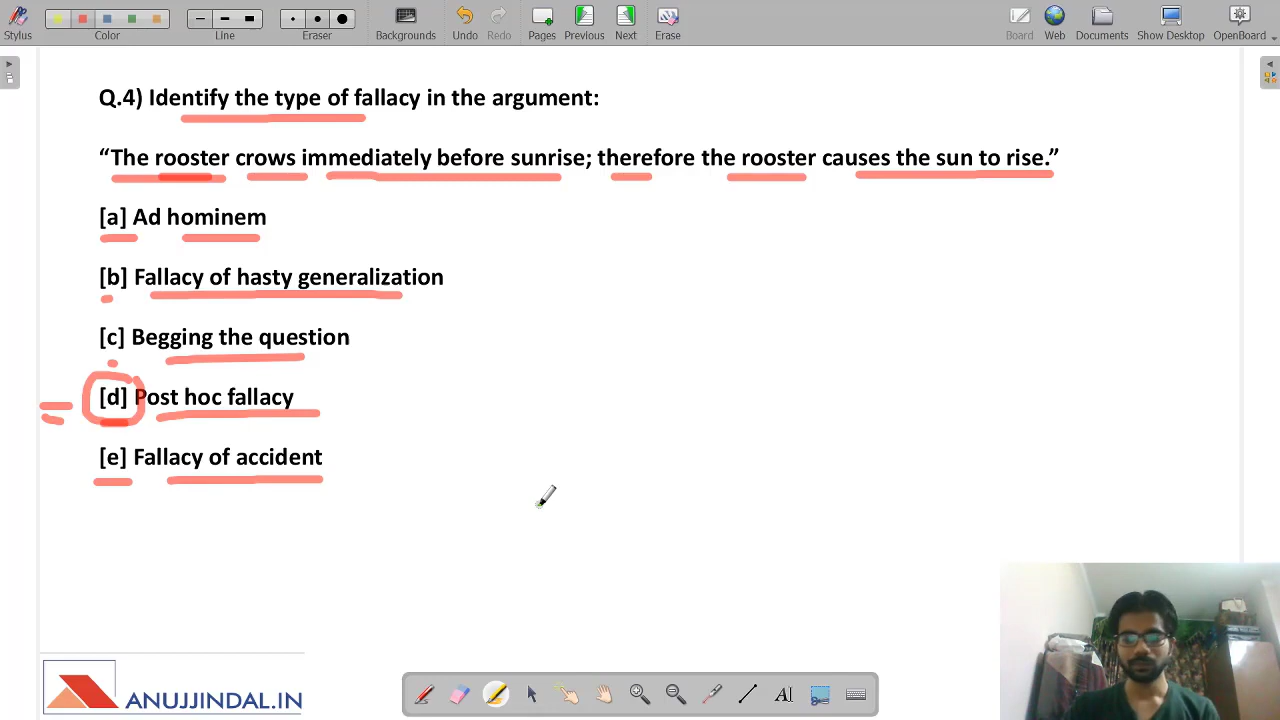 Stylus
Color
Line
Eraser
Backgrounds
Undo
Redo
Pages
Previous
Next
Erase
Board
Web
Documents
Show Desktop
OpenBoard
Q.4) Identify the type of fallacy in the argument:
“The rooster crows immediately before sunrise; therefore the rooster causes the sun to rise.”
[a] Ad hominem
[b] Fallacy of hasty generalization
[c] Begging the question
[d] Post hoc fallacy
[e] Fallacy of accident
ANUJJINDAL.IN
AI